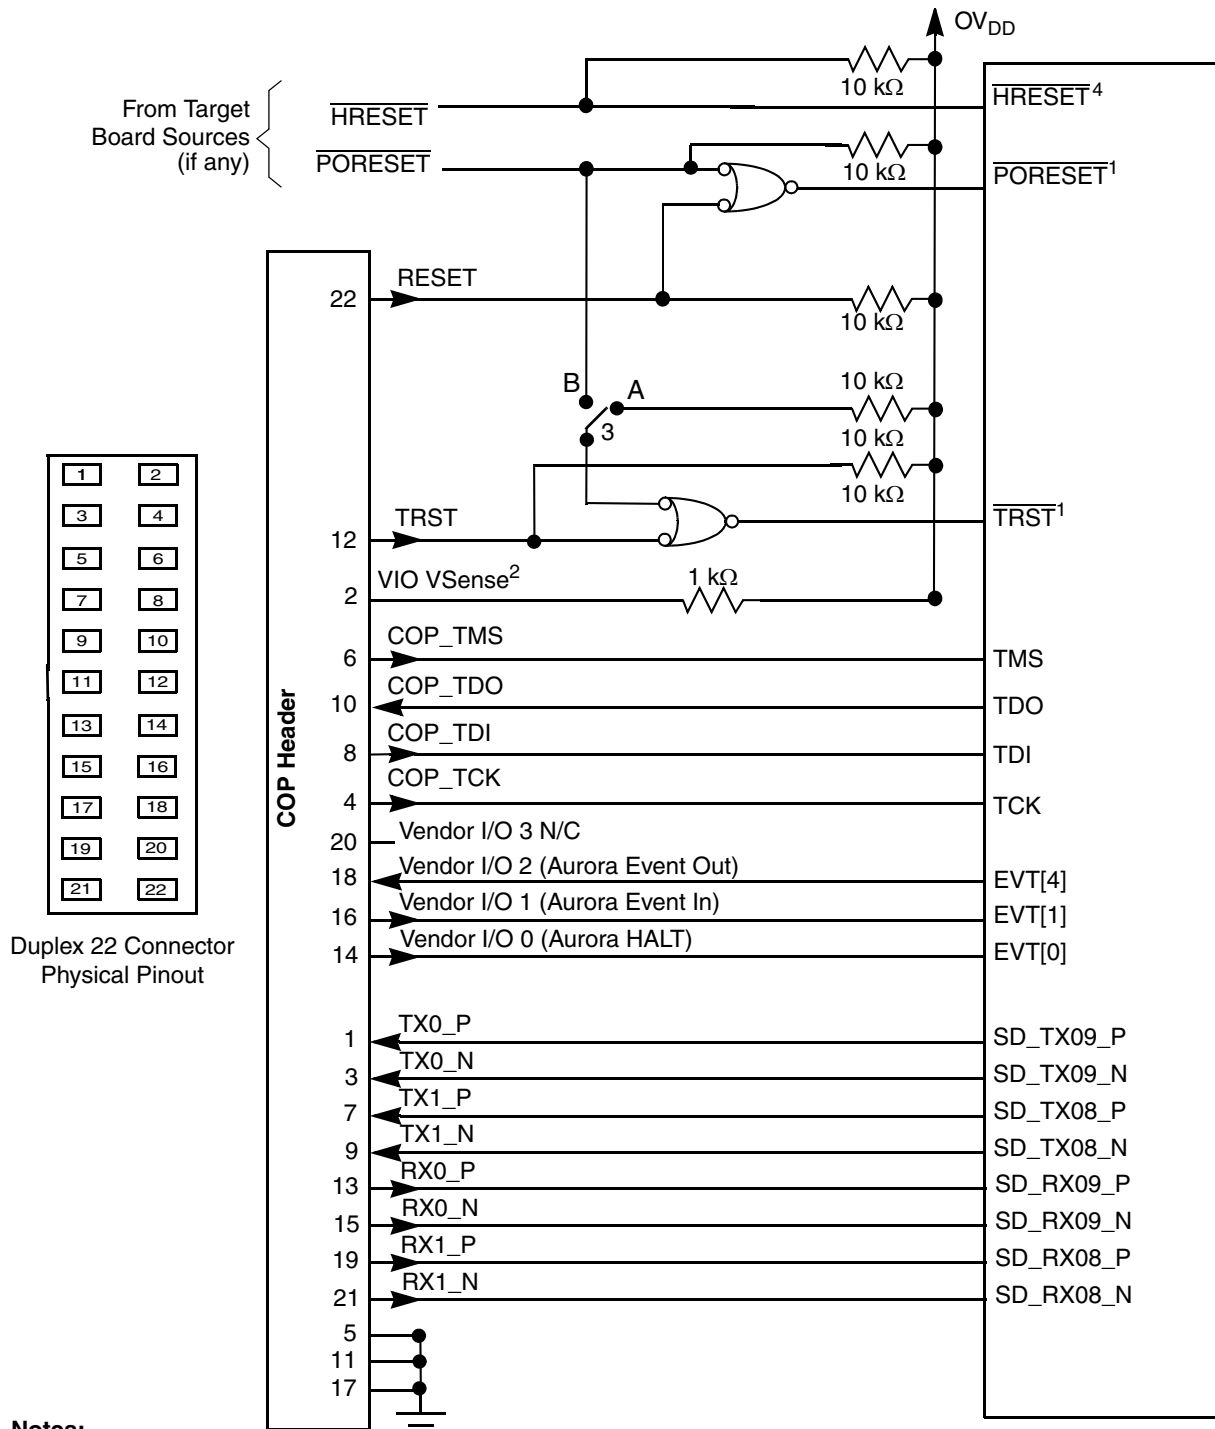 OVDD
10 kΩ
From Target
Board Sources
(if any)
HRESET
HRESET4
PORESET
10 kΩ
PORESET1
22
RESET
10 kΩ
B
A
10 kΩ
3
10 kΩ
10 kΩ
12
TRST
TRST1
2
VIO VSense2
1 kΩ
6
COP_TMS
TMS
10
COP_TDO
TDO
8
COP_TDI
TDI
4
COP_TCK
TCK
20
Vendor I/O 3 N/C
18
Vendor I/O 2 (Aurora Event Out)
EVT[4]
16
Vendor I/O 1 (Aurora Event In)
EVT[1]
14
Vendor I/O 0 (Aurora HALT)
EVT[0]
1
TX0_P
SD_TX09_P
3
TX0_N
SD_TX09_N
7
TX1_P
SD_TX08_P
9
TX1_N
SD_TX08_N
13
RX0_P
SD_RX09_P
15
RX0_N
SD_RX09_N
19
RX1_P
SD_RX08_P
21
RX1_N
SD_RX08_N
5
11
17
COP Header
1 2
3 4
5 6
7 8
9 10
11 12
13 14
15 16
17 18
19 20
21 22
Duplex 22 Connector
Physical Pinout
Notes: